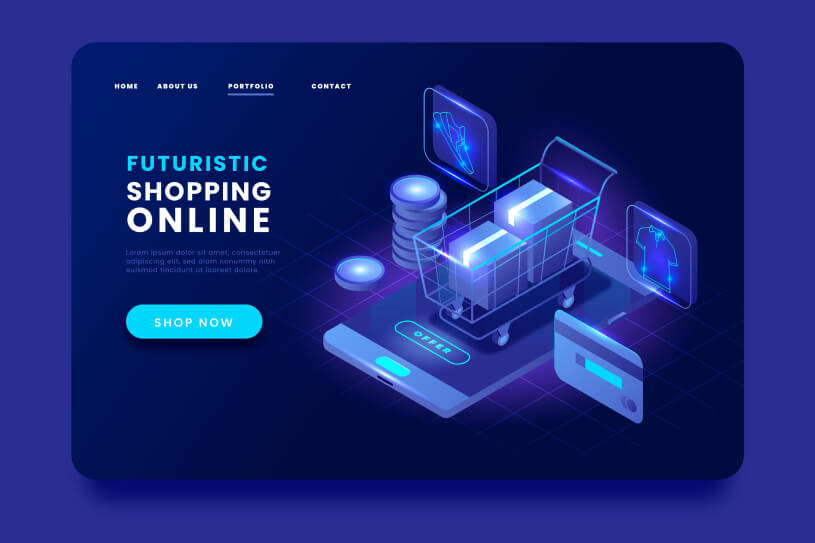 HOME ABOUT US PORTFOLIO CONTACT
FUTURISTIC
SHOPPING
ONLINE
Lorem ipsum dolor sit amet, consectetuer
adipiscing elit, sed diam nonummy nibh
euismod tincidunt ut laoreet dolore.
SHOP NOW
OFFER